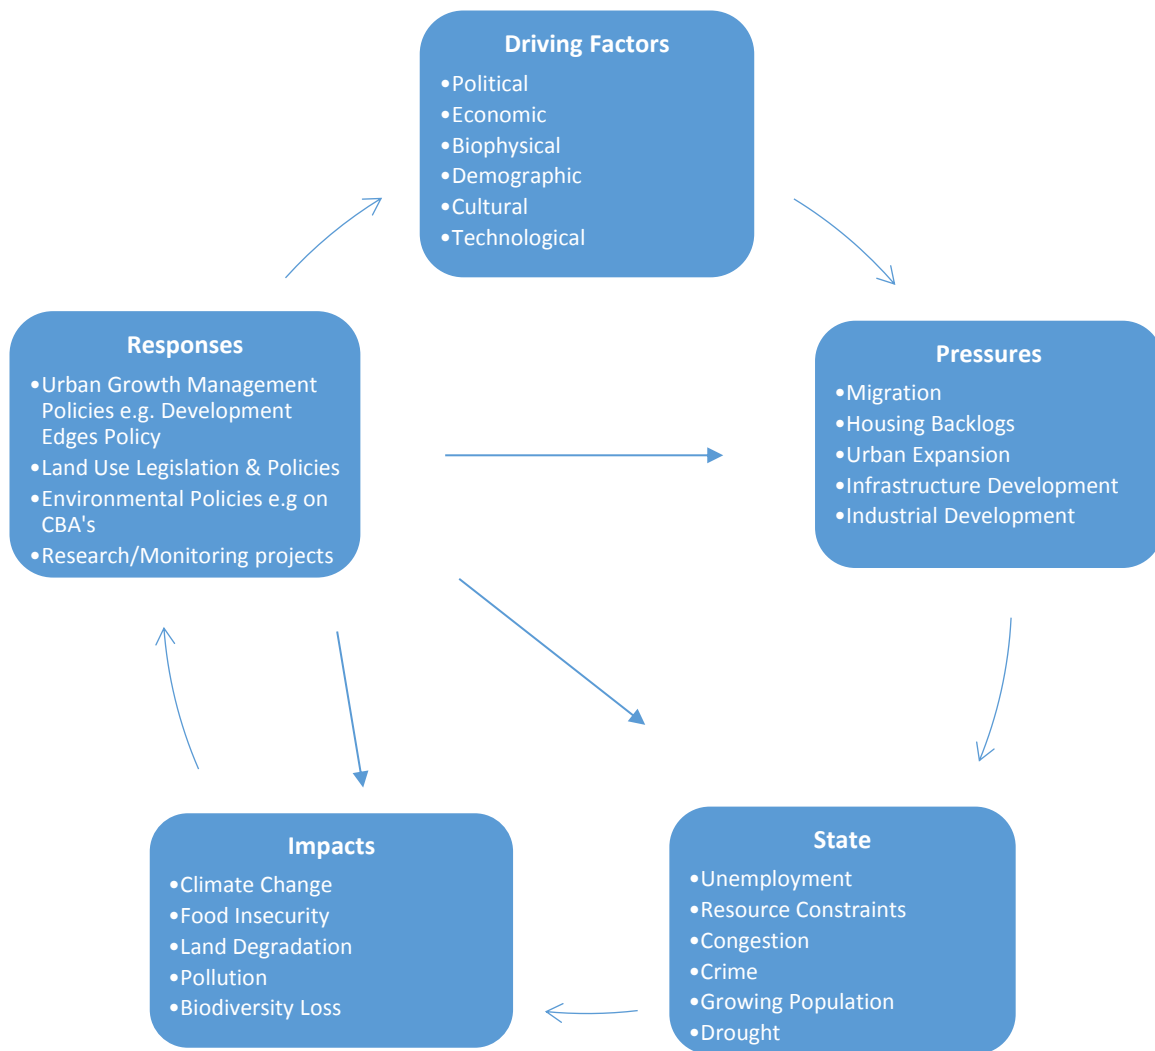 Driving Factors
•Political
•Economic
•Biophysical
•Demographic
•Cultural
•Technological
Responses
•Urban Growth Management
Policies e.g. Development
Edges Policy
•Land Use Legislation & Policies
•Environmental Policies e.g on
CBA's
•Research/Monitoring projects
Pressures
•Migration
•Housing Backlogs
•Urban Expansion
•Infrastructure Development
•Industrial Development
Impacts
•Climate Change
•Food Insecurity
•Land Degradation
•Pollution
•Biodiversity Loss
State
•Unemployment
•Resource Constraints
•Congestion
•Crime
•Growing Population
•Drought